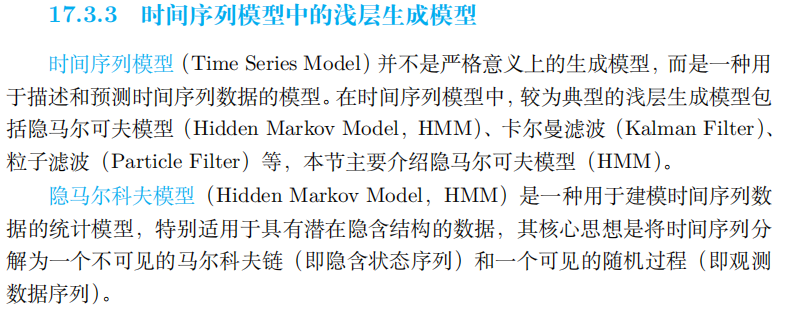 17.3.3 时间序列模型中的浅层生成模型
时间序列模型（Time Series Model）并不是严格意义上的生成模型，而是一种用
于描述和预测时间序列数据的模型。在时间序列模型中，较为典型的浅层生成模型包
括隐马尔可夫模型（Hidden Markov Model，HMM）、卡尔曼滤波（Kalman Filter）、
粒子滤波（Particle Filter）等，本节主要介绍隐马尔可夫模型（HMM）。
隐马尔科夫模型（Hidden Markov Model，HMM）是一种用于建模时间序列数
据的统计模型，特别适用于具有潜在隐含结构的数据，其核心思想是将时间序列分
解为一个不可见的马尔科夫链（即隐含状态序列）和一个可见的随机过程（即观测
数据序列）。